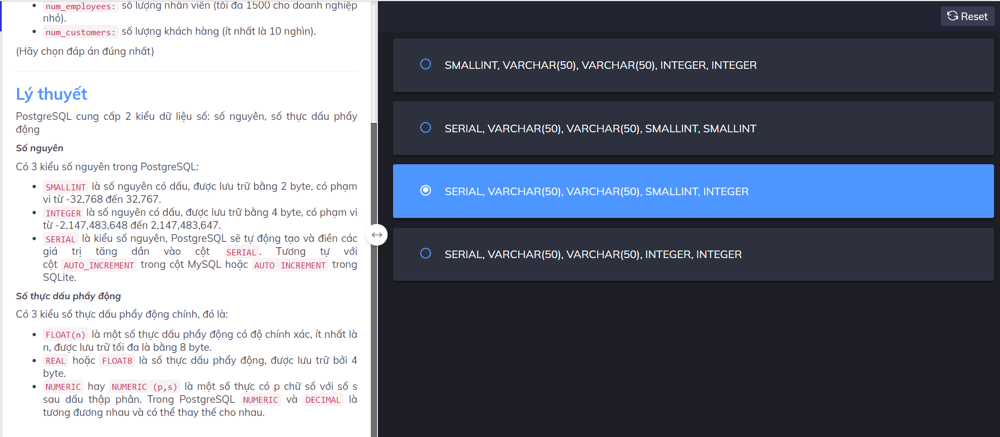 num_employees: số lượng nhân viên (tối đa 1500 cho doanh nghiệp
nhỏ).
num_customers: số lượng khách hàng (ít nhất là 10 nghìn).
(Hãy chọn đáp án đúng nhất)
Lý thuyết
PostgreSQL cung cấp 2 kiểu dữ liệu số: số nguyên, số thực dấu phẩy
động
Số nguyên
Có 3 kiểu số nguyên trong PostgreSQL:
SMALLINT là số nguyên có dấu, được lưu trữ bằng 2 byte, có phạm
vi từ -32,768 đến 32,767.
INTEGER là số nguyên có dấu, được lưu trữ bằng 4 byte, có phạm vi
từ -2,147,483,648 đến 2,147,483,647.
SERIAL là kiểu số nguyên, PostgreSQL sẽ tự động tạo và điền các
giá trị tăng dần vào cột SERIAL. Tương tự với
cột AUTO_INCREMENT trong cột MySQL hoặc AUTO INCREMENT trong
SQLite.
Số thực dấu phẩy động
Có 3 kiểu số thực dấu phẩy động chính, đó là:
FLOAT(n) là một số thực dấu phẩy động có độ chính xác, ít nhất là
n, được lưu trữ tối đa là bằng 8 byte.
REAL hoặc FLOAT8 là số thực dấu phẩy động, được lưu trữ bởi 4
byte.
NUMERIC hay NUMERIC (p,s) là một số thực có p chữ số với số s
sau dấu thập phân. Trong PostgreSQL NUMERIC và DECIMAL là
tương đương nhau và có thể thay thế cho nhau.
Reset
SMALLINT, VARCHAR(50), VARCHAR(50), INTEGER, INTEGER
SERIAL, VARCHAR(50), VARCHAR(50), SMALLINT, SMALLINT
SERIAL, VARCHAR(50), VARCHAR(50), SMALLINT, INTEGER
SERIAL, VARCHAR(50), VARCHAR(50), INTEGER, INTEGER